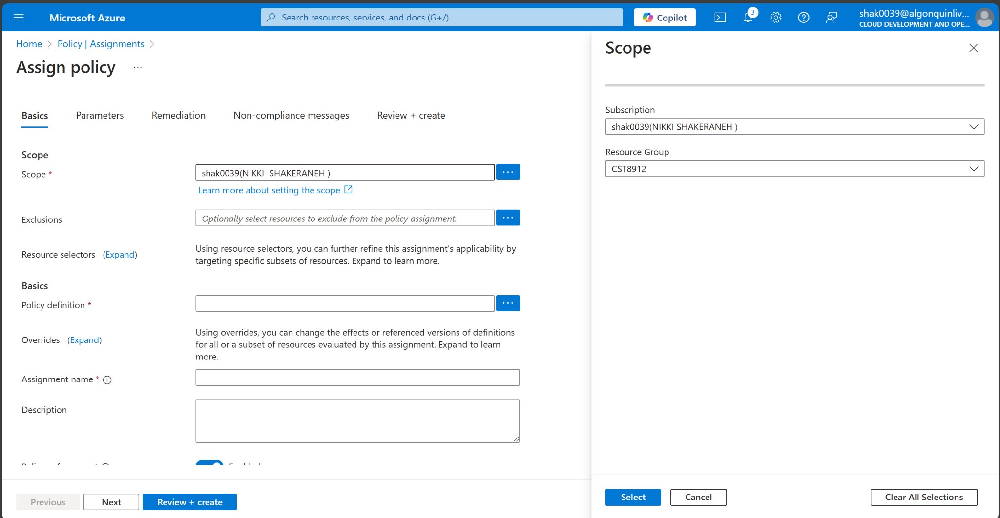 Microsoft Azure
Search resources, services, and docs (G+/)
Copilot
3
shak0039@algonquinliv...
CLOUD DEVELOPMENT AND OPE...
Home > Policy | Assignments >
Assign policy ...
Basics Parameters Remediation Non-compliance messages Review + create
Scope
Scope *
shak0039(NIKKI  SHAKERANEH )
...
Learn more about setting the scope
Exclusions
Optionally select resources to exclude from the policy assignment.
...
Resource selectors (Expand)
Using resource selectors, you can further refine this assignment's applicability by
targeting specific subsets of resources. Expand to learn more.
Basics
Policy definition *
...
Overrides (Expand)
Using overrides, you can change the effects or referenced versions of definitions
for all or a subset of resources evaluated by this assignment. Expand to learn
more.
Assignment name *
Description
Previous
Next
Review + create
Scope
Subscription
shak0039(NIKKI SHAKERANEH )
Resource Group
CST8912
Select
Cancel
Clear All Selections